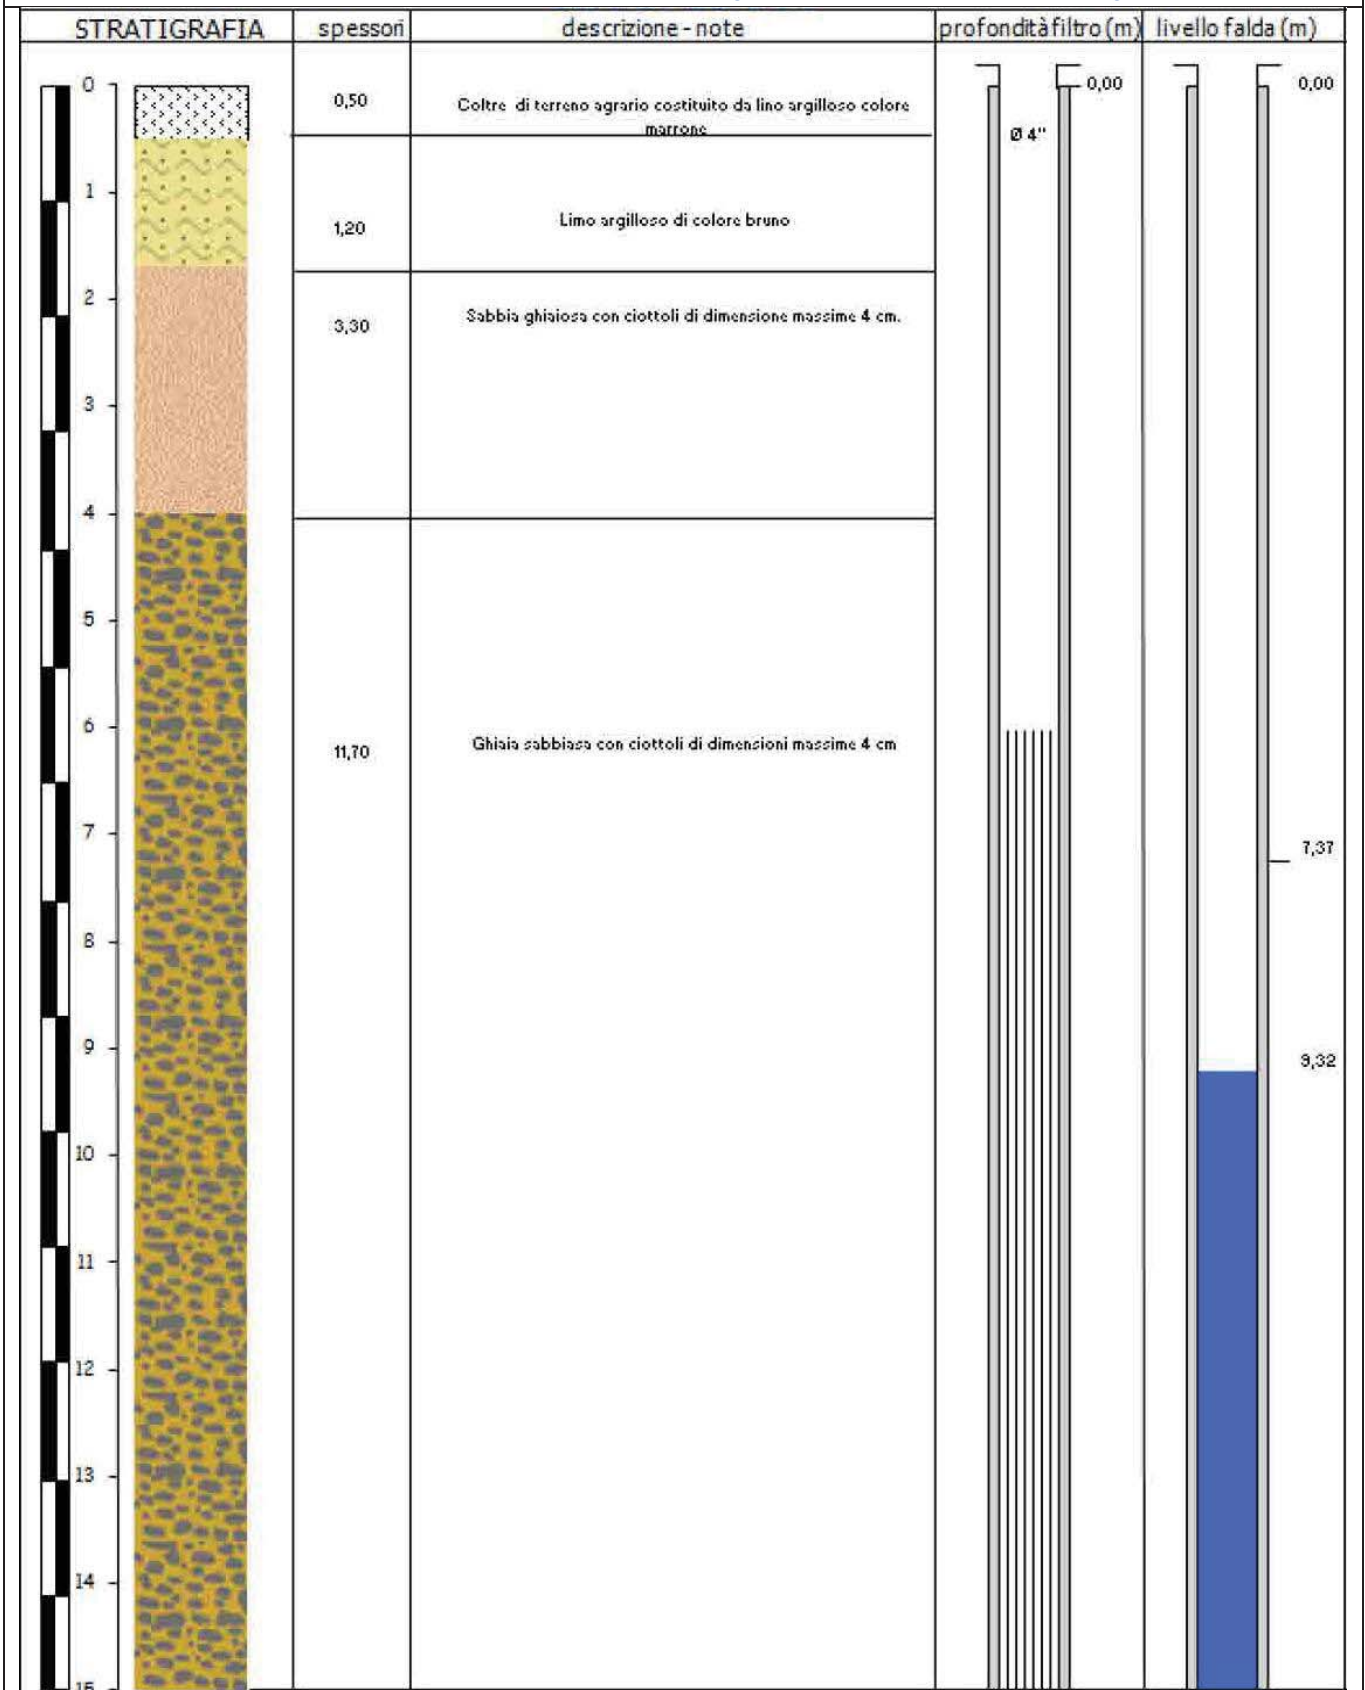 STRATIGRAFIA spessori descrizione - note profondità filtro (m) livello falda (m)
0 0,50 Coltre di terreno agrario costituito da lino argilloso colore 0,00 0,00
marrone
Ø 4"
1
1,20 Limo argilloso di colore bruno
2
3,30 Sabbia ghiaiosa con ciottoli di dimensione massime 4 cm.
3
4
5
6
11,70 Ghiaia sabbiasa con ciottoli di dimensioni massime 4 cm
7
7,37
8
9
9,32
10
11
12
13
14
15